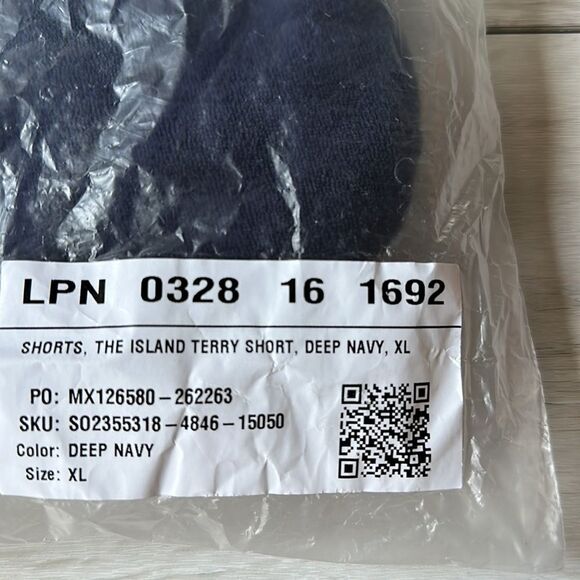 LPN 0328 16 1692
SHORTS, THE ISLAND TERRY SHORT, DEEP NAVY, XL
PO: MX126580-262263
SKU: SO2355318-4846-15050
Color: DEEP NAVY
Size: XL